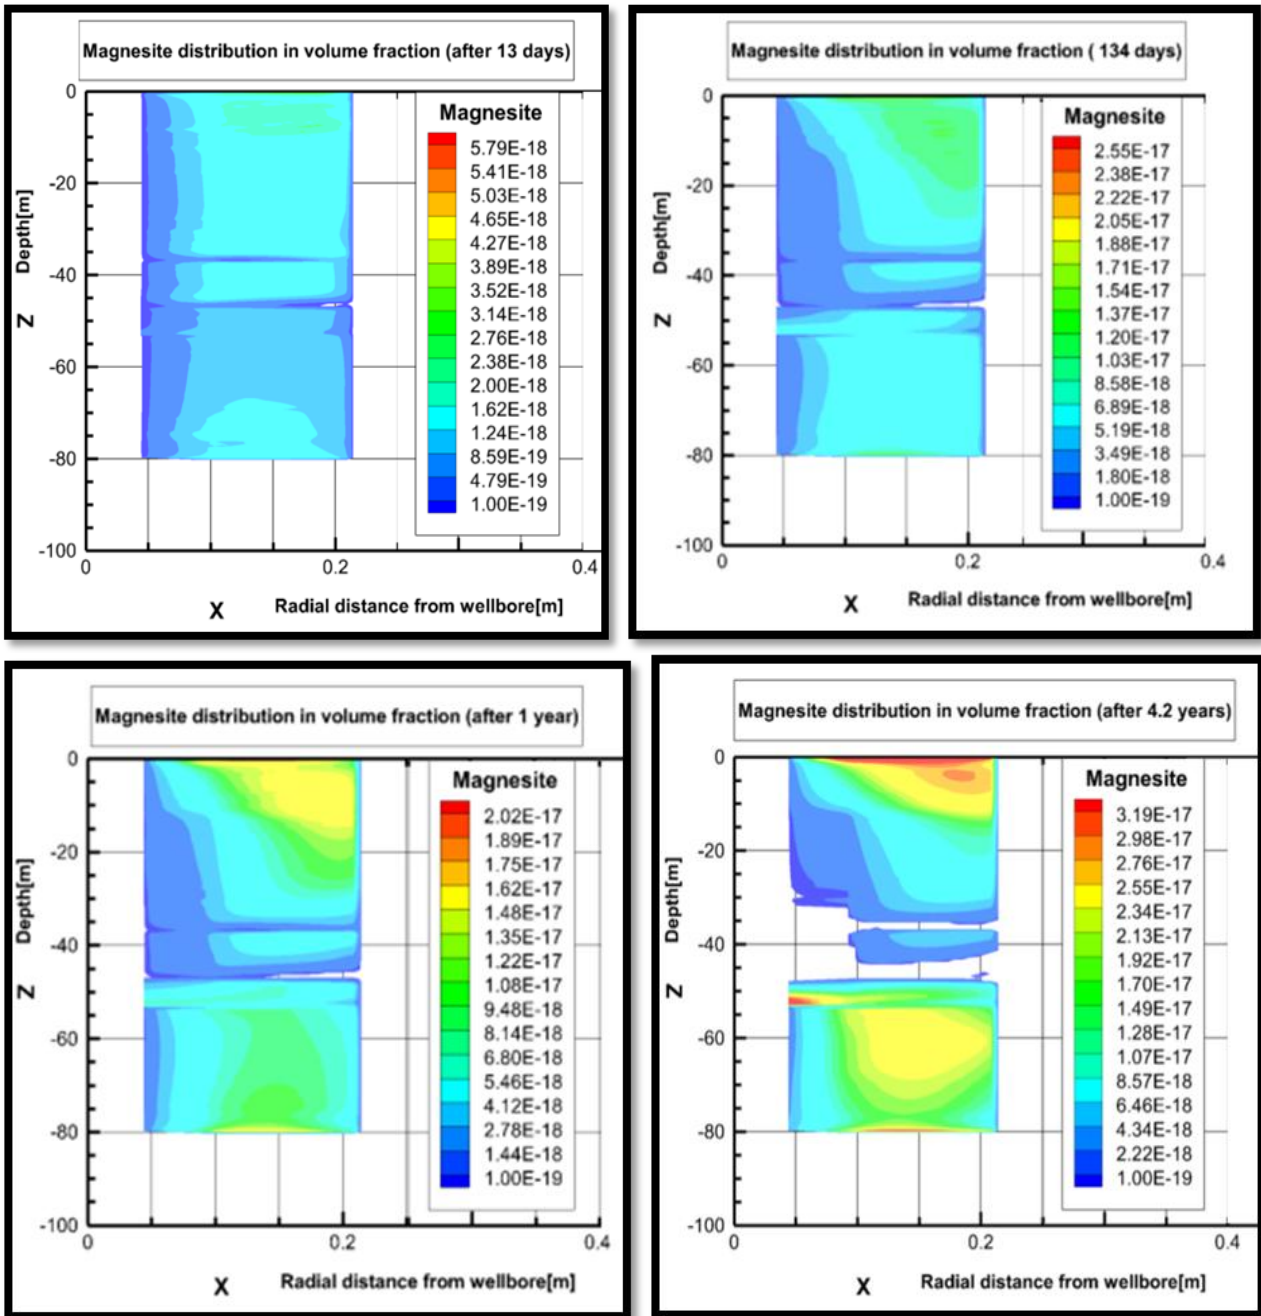 Magnesite distribution in volume fraction (after 13 days)
Magnesite
5.79E-18
5.41E-18
5.03E-18
4.65E-18
4.27E-18
3.89E-18
3.52E-18
3.14E-18
2.76E-18
2.38E-18
2.00E-18
1.62E-18
1.24E-18
8.59E-19
4.79E-19
1.00E-19
0
-20
-40
-60
-80
-100
Z Depth[m]
0 0.2 0.4
X Radial distance from wellbore[m]
Magnesite distribution in volume fraction ( 134 days)
Magnesite
2.55E-17
2.38E-17
2.22E-17
2.05E-17
1.88E-17
1.71E-17
1.54E-17
1.37E-17
1.20E-17
1.03E-17
8.58E-18
6.89E-18
5.19E-18
3.49E-18
1.80E-18
1.00E-19
0
-20
-40
-60
-80
-100
Z Depth[m]
0 0.2 0.4
X Radial distance from wellbore[m]
Magnesite distribution in volume fraction (after 1 year)
Magnesite
2.02E-17
1.89E-17
1.75E-17
1.62E-17
1.48E-17
1.35E-17
1.22E-17
1.08E-17
9.48E-18
8.14E-18
6.80E-18
5.46E-18
4.12E-18
2.78E-18
1.44E-18
1.00E-19
0
-20
-40
-60
-80
-100
Z Depth[m]
0 0.2 0.4
X Radial distance from wellbore[m]
Magnesite distribution in volume fraction (after 4.2 years)
Magnesite
3.19E-17
2.98E-17
2.76E-17
2.55E-17
2.34E-17
2.13E-17
1.92E-17
1.70E-17
1.49E-17
1.28E-17
1.07E-17
8.57E-18
6.46E-18
4.34E-18
2.22E-18
1.00E-19
0
-20
-40
-60
-80
-100
Z Depth[m]
0 0.2 0.4
X Radial distance from wellbore[m]